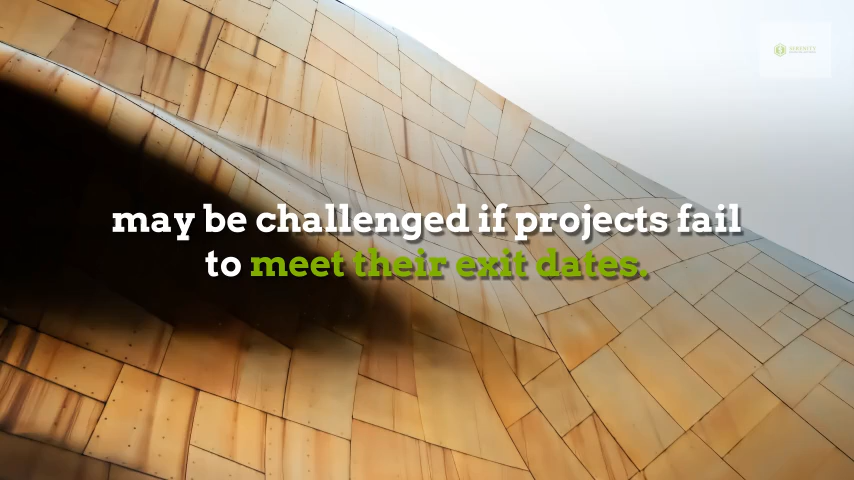 may be challenged if projects fail
to meet their exit dates.